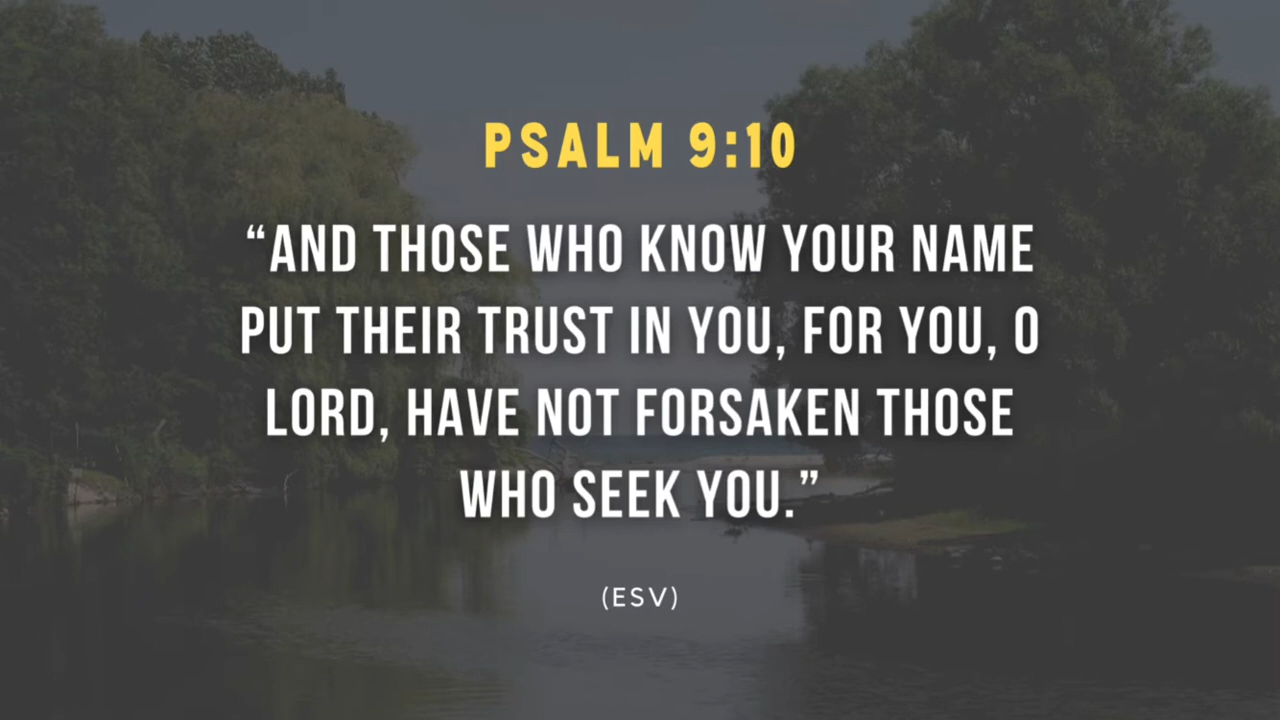 PSALM 9:10
“AND THOSE WHO KNOW YOUR NAME
PUT THEIR TRUST IN YOU, FOR YOU, O
LORD, HAVE NOT FORSAKEN THOSE
WHO SEEK YOU.”
(ESV)